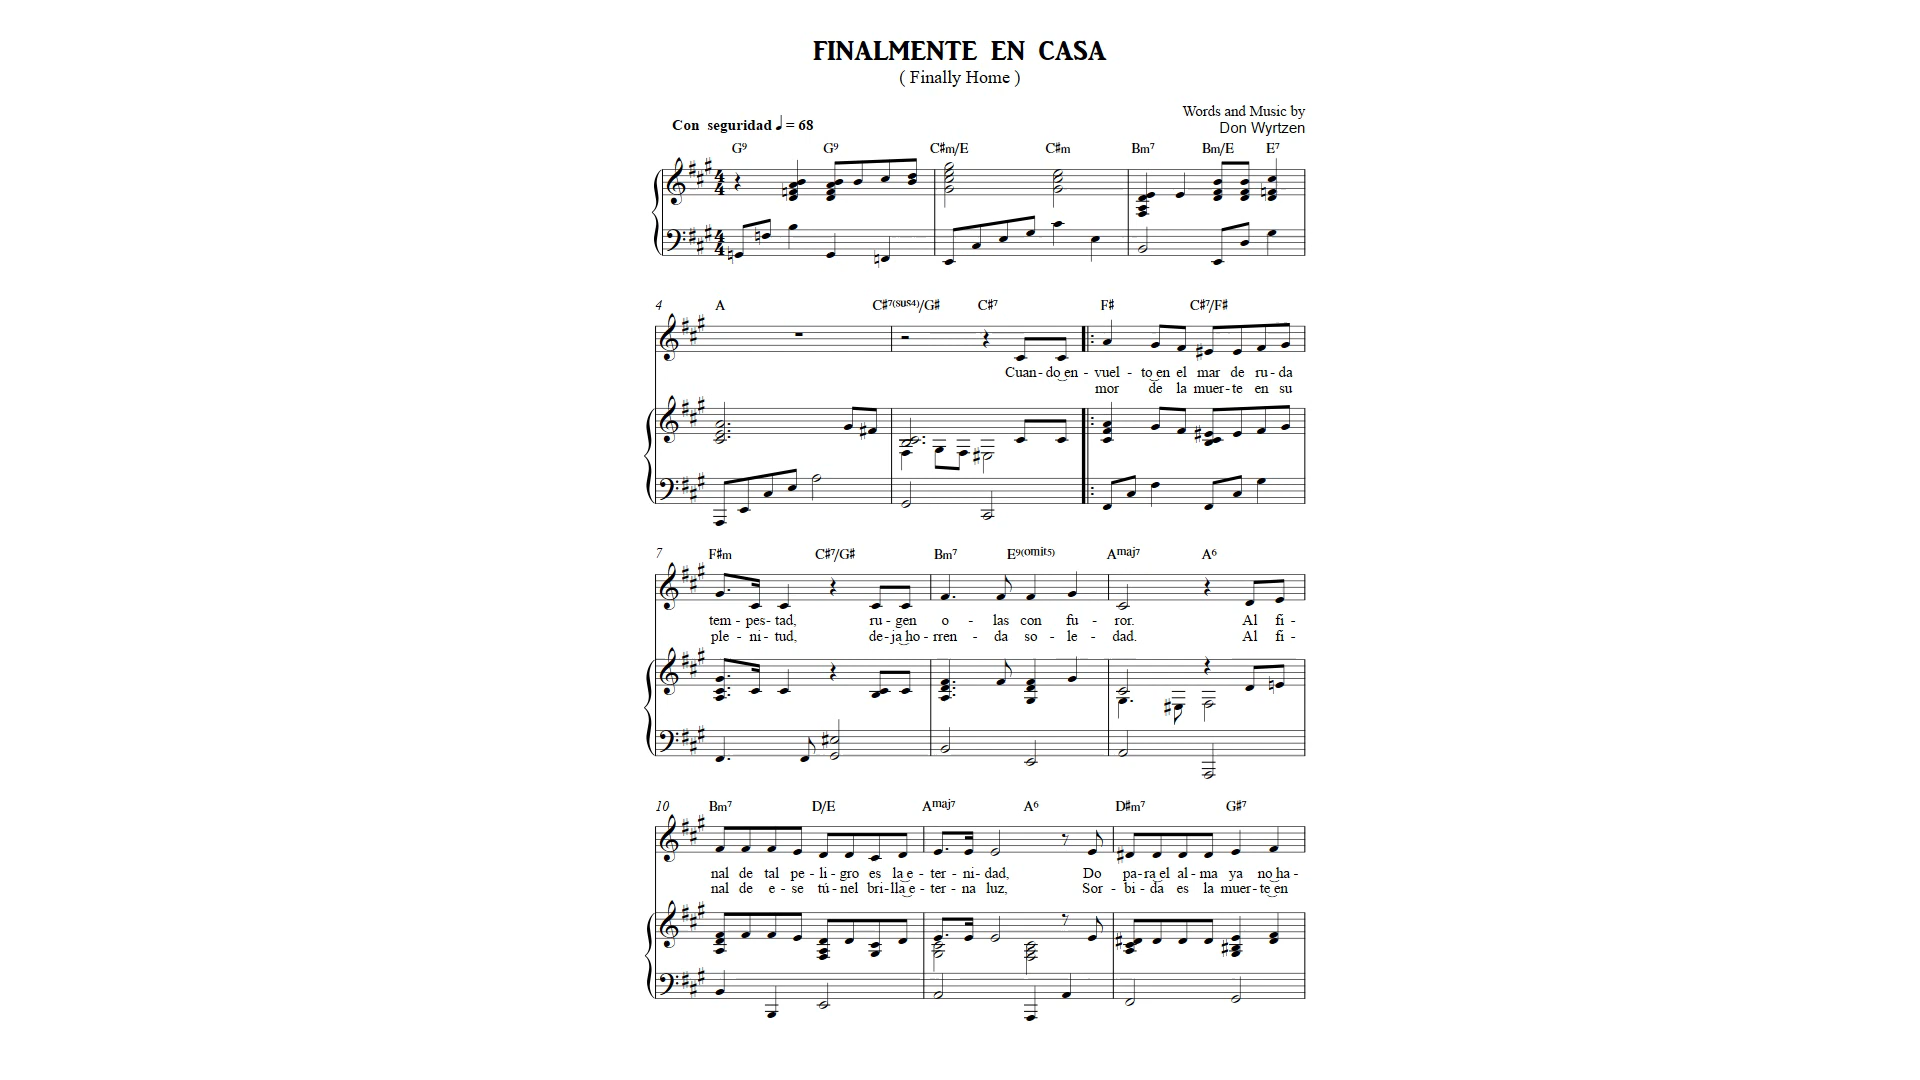 FINALMENTE EN CASA
( Finally Home )
Words and Music by
Don Wyrtzen
Con seguridad ♩ = 68
G9 G9 C♯m/E C♯m Bm7 Bm/E E7
4 A C♯7(sus4)/G♯ C♯7 F♯ C♯7/F♯
Cuan - do en - vuel - to en el mar de ru - da
mor de la muer - te en su
7 F♯m C♯7/G♯ Bm7 E9(omit5) Amaj7 A6
tem - pes - tad, ru - gen o - las con fu - ror. Al fi -
ple - ni - tud, de - ja ho - rren - da so - le - dad. Al fi -
10 Bm7 D/E Amaj7 A6 D♯m7 G♯7
nal de tal pe - li - gro es la e - ter - ni - dad, Do pa - ra el al - ma ya no ha -
nal de e - se tú - nel bri - lla e - ter - na luz, Sor - bi - da es la muer - te en